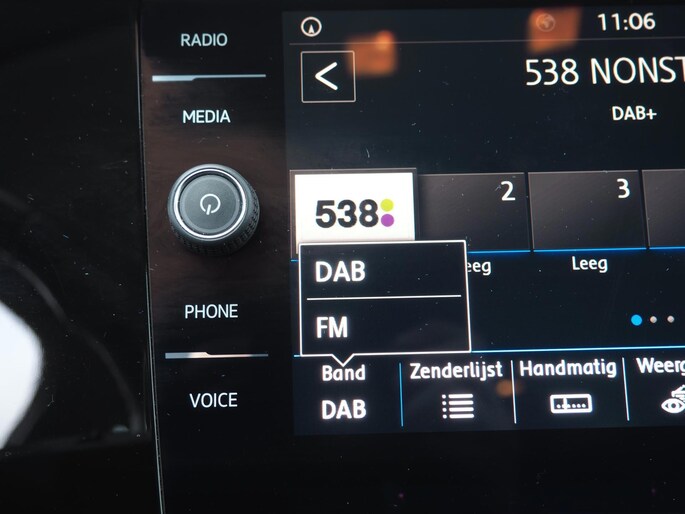 RADIO
MEDIA
PHONE
VOICE
11:06
<
538 NONST
DAB+
538
2
3
eeg
Leeg
DAB
FM
Band
DAB
Zenderlijst
Handmatig
Weerg